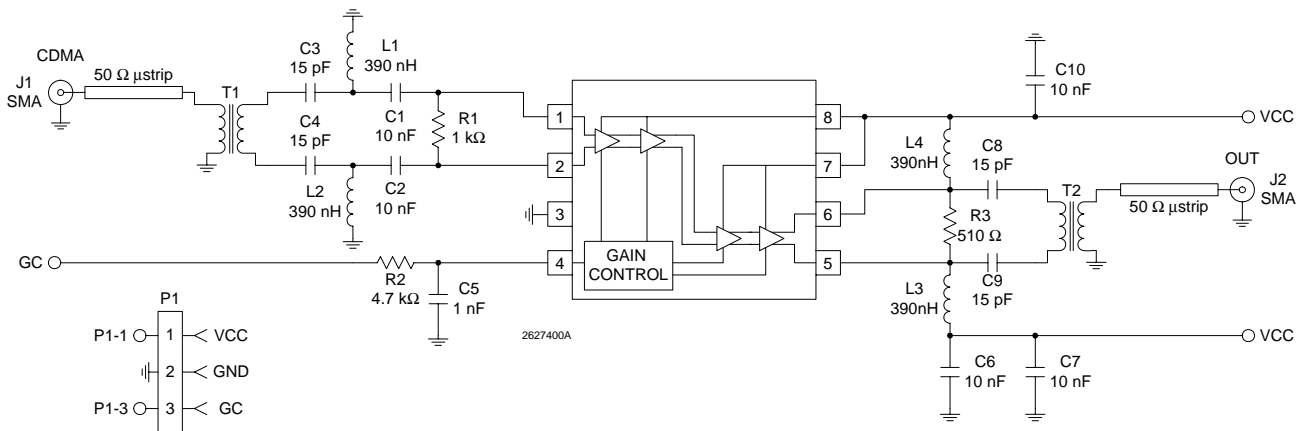 CDMA
J1
SMA
50 Ω μstrip
T1
C3
15 pF
L1
390 nH
C4
15 pF
C1
10 nF
R1
1 kΩ
L2
390 nH
C2
10 nF
1
2
3
4
8
7
6
5
GAIN
CONTROL
C10
10 nF
VCC
L4
390nH
C8
15 pF
OUT
J2
SMA
T2
50 Ω μstrip
R3
510 Ω
C9
15 pF
L3
390nH
VCC
C6
10 nF
C7
10 nF
GC
R2
4.7 kΩ
C5
1 nF
2627400A
P1
P1-1
1
VCC
2
GND
P1-3
3
GC